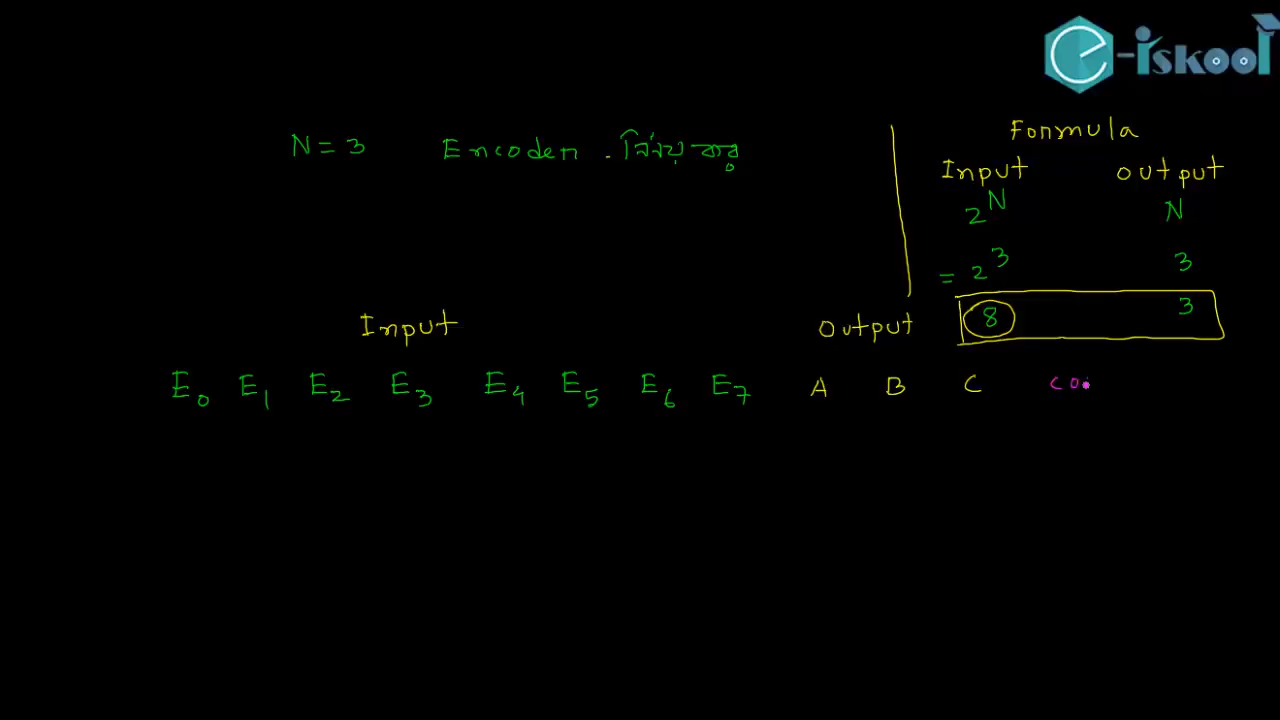 e-iskool
N = 3 Encoder .
Formula
Input Output
2^N N
= 2^3 3
8 3
Input Output
E0 E1 E2 E3 E4 E5 E6 E7 A B C co